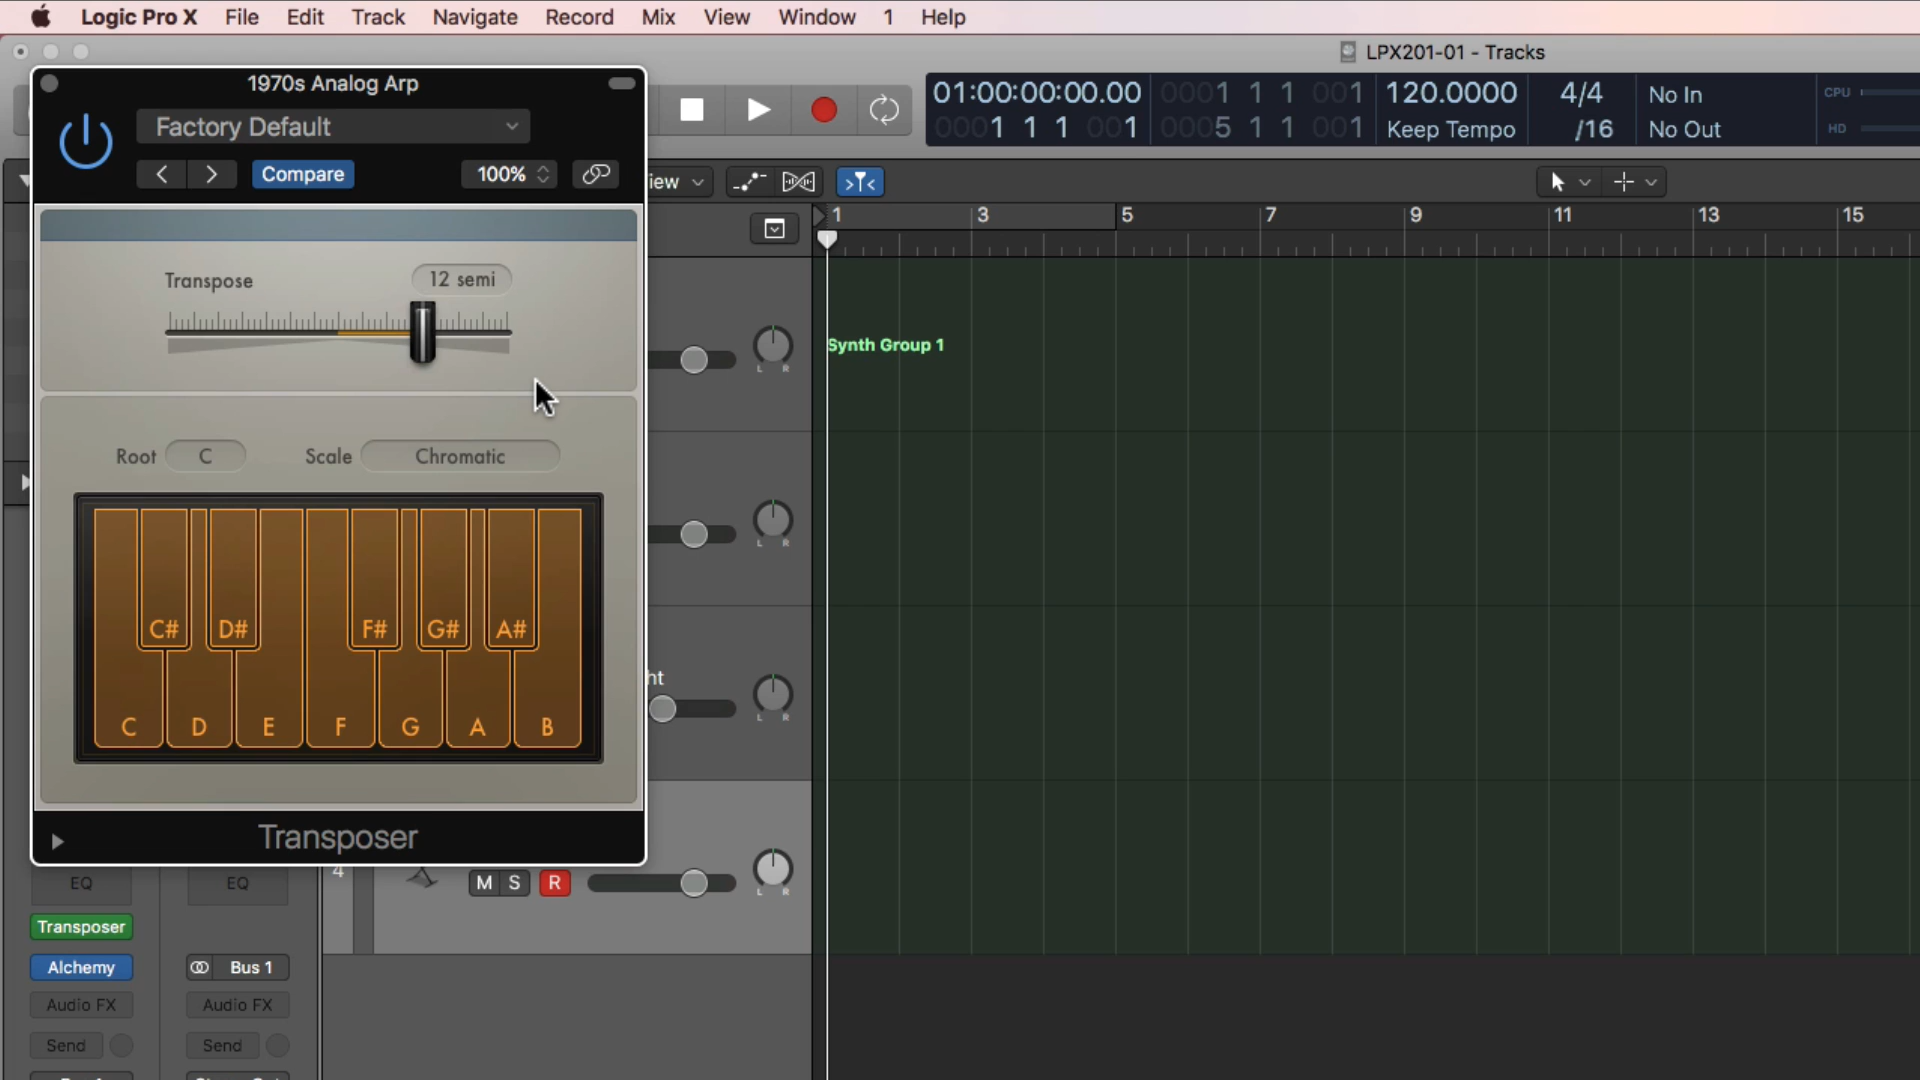 Logic Pro X File Edit Track Navigate Record Mix View Window 1 Help
LPX201-01 - Tracks
1970s Analog Arp
Factory Default
Compare
100%
01:00:00:00.00
0001 1 1 001
0001 1 1 001
0005 1 1 001
120.0000
Keep Tempo
4/4
/16
No In
No Out
CPU
HD
iew
1 3 5 7 9 11 13 15
Transpose
12 semi
Synth Group 1
L R
Root C
Scale Chromatic
L R
C# D# F# G# A#
C D E F G A B
ht
L R
Transposer
4
M S R
L R
EQ
EQ
Transposer
Alchemy
Bus 1
Audio FX
Audio FX
Send
Send